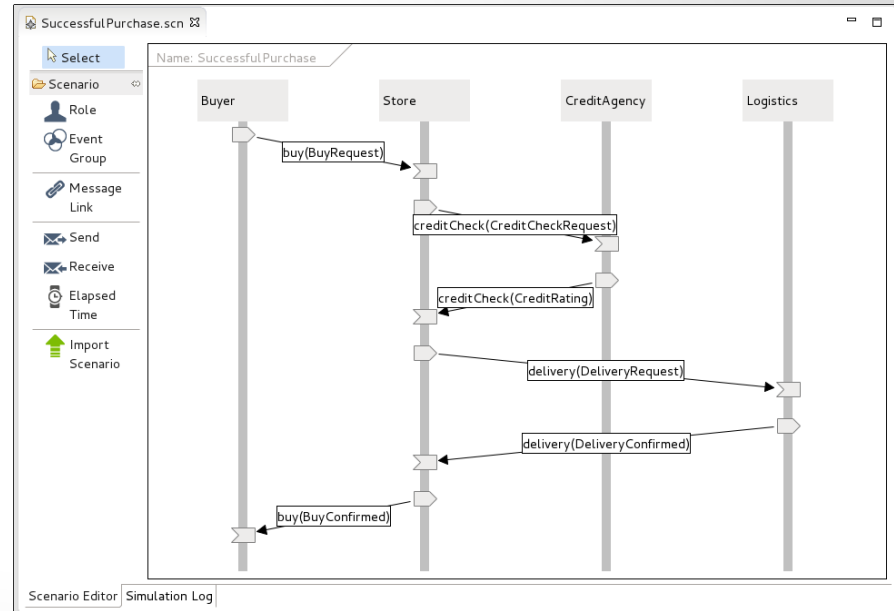 SuccessfulPurchase.scn
Select
Name: SuccessfulPurchase
Scenario
Role
Event
Group
Message
Link
Send
Receive
Elapsed
Time
Import
Scenario
Buyer
Store
CreditAgency
Logistics
buy(BuyRequest)
creditCheck(CreditCheckRequest)
creditCheck(CreditRating)
delivery(DeliveryRequest)
delivery(DeliveryConfirmed)
buy(BuyConfirmed)
Scenario Editor
Simulation Log